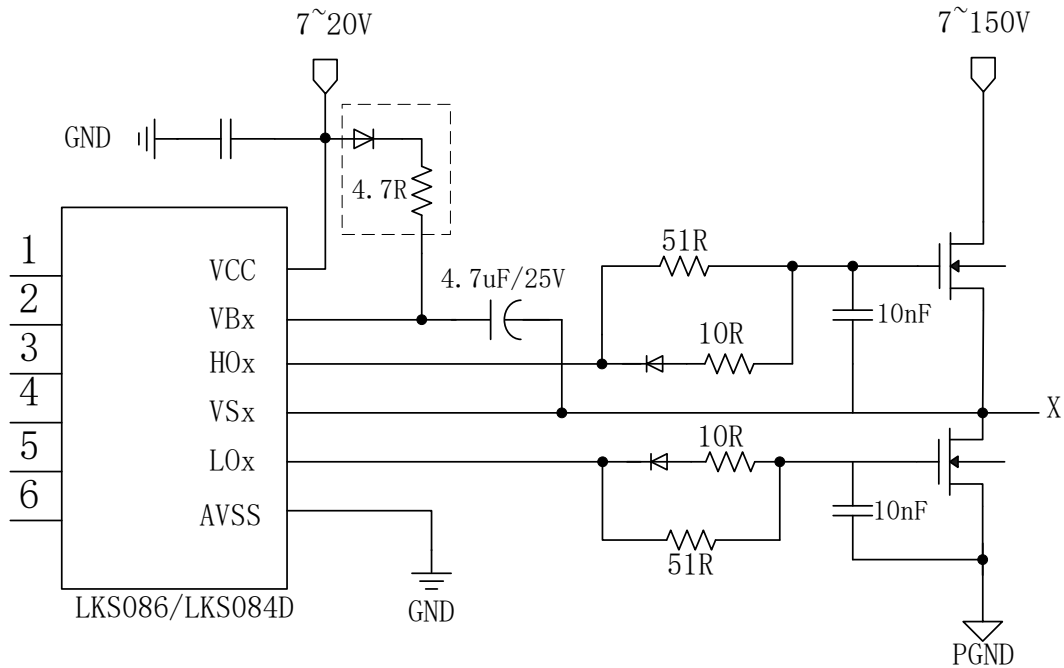 7~20V
7~150V
GND
4.7R
51R
1
VCC
4.7uF/25V
2
VBx
10nF
10R
3
HOx
4
VSx
X
10R
5
LOx
6
AVSS
10nF
51R
LKS086/LKS084D
GND
PGND